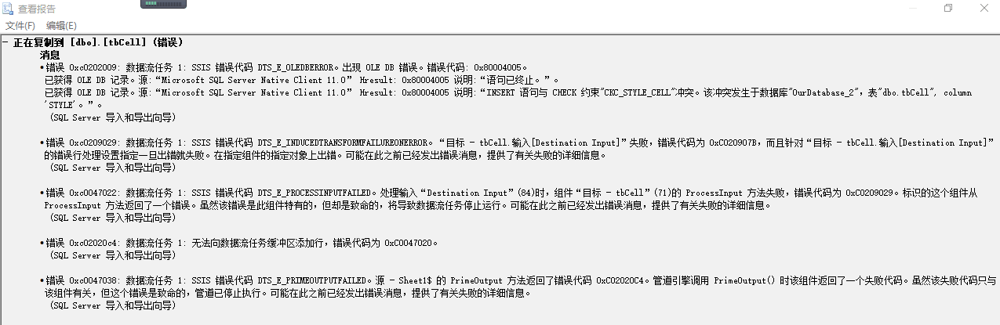 查看报告
文件(F) 编辑(E)
− 正在复制到 [dbo].[tbCell] (错误)
消息
•错误 0xc0202009: 数据流任务 1: SSIS 错误代码 DTS_E_OLEDBERROR。出现 OLE DB 错误。错误代码: 0x80004005。
已获得 OLE DB 记录。源:“Microsoft SQL Server Native Client 11.0” Hresult: 0x80004005 说明:“语句已终止。”。
已获得 OLE DB 记录。源:“Microsoft SQL Server Native Client 11.0” Hresult: 0x80004005 说明:“INSERT 语句与 CHECK 约束"CKC_STYLE_CELL"冲突。该冲突发生于数据库"OurDatabase_2"，表"dbo.tbCell", column
'STYLE'。”。
(SQL Server 导入和导出向导)
•错误 0xc0209029: 数据流任务 1: SSIS 错误代码 DTS_E_INDUCEDTRANSFORMFAILUREONERROR。“目标 - tbCell.输入[Destination Input]”失败，错误代码为 0xC020907B，而且针对“目标 - tbCell.输入[Destination Input]”
的错误行处理设置指定一旦出错就失败。在指定组件的指定对象上出错。可能在此之前已经发出错误消息，提供了有关失败的详细信息。
(SQL Server 导入和导出向导)
•错误 0xc0047022: 数据流任务 1: SSIS 错误代码 DTS_E_PROCESSINPUTFAILED。处理输入“Destination Input”(84)时，组件“目标 - tbCell”(71)的 ProcessInput 方法失败，错误代码为 0xC0209029。标识的这个组件从
ProcessInput 方法返回了一个错误。虽然该错误是此组件特有的，但却是致命的，将导致数据流任务停止运行。可能在此之前已经发出错误消息，提供了有关失败的详细信息。
(SQL Server 导入和导出向导)
•错误 0xc02020c4: 数据流任务 1: 无法向数据流任务缓冲区添加行，错误代码为 0xC0047020。
(SQL Server 导入和导出向导)
•错误 0xc0047038: 数据流任务 1: SSIS 错误代码 DTS_E_PRIMEOUTPUTFAILED。源 - Sheet1$ 的 PrimeOutput 方法返回了错误代码 0xC02020C4。管道引擎调用 PrimeOutput() 时该组件返回了一个失败代码。虽然该失败代码只与
该组件有关，但这个错误是致命的，管道已停止执行。可能在此之前已经发出错误消息，提供了有关失败的详细信息。
(SQL Server 导入和导出向导)